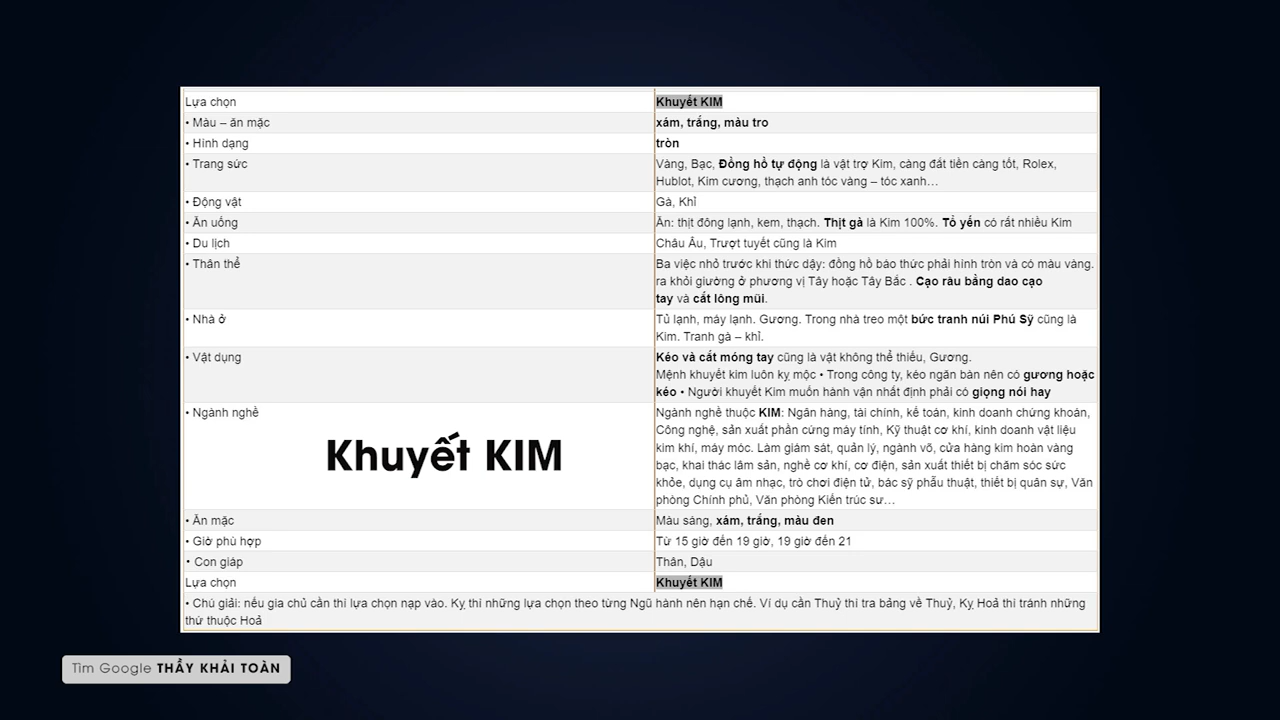 Lựa chọn Khuyết KIM
• Màu – ăn mặc xám, trắng, màu tro
• Hình dạng tròn
• Trang sức Vàng, Bạc, Đồng hồ tự động là vật trợ Kim, càng đắt tiền càng tốt, Rolex,
Hublot, Kim cương, thạch anh tóc vàng – tóc xanh…
• Động vật Gà, Khỉ
• Ăn uống Ăn: thịt đông lạnh, kem, thạch. Thịt gà là Kim 100%. Tổ yến có rất nhiều Kim
• Du lịch Châu Âu, Trượt tuyết cũng là Kim
• Thân thể Ba việc nhỏ trước khi thức dậy: đồng hồ báo thức phải hình tròn và có màu vàng.
ra khỏi giường ở phương vị Tây hoặc Tây Bắc . Cạo râu bằng dao cạo
tay và cắt lông mũi.
• Nhà ở Tủ lạnh, máy lạnh. Gương. Trong nhà treo một bức tranh núi Phú Sỹ cũng là
Kim. Tranh gà – khỉ.
• Vật dụng Kéo và cắt móng tay cũng là vật không thể thiếu, Gương.
Mệnh khuyết kim luôn kỵ mộc • Trong công ty, kéo ngăn bàn nên có gương hoặc
kéo • Người khuyết Kim muốn hành vận nhất định phải có giọng nói hay
• Ngành nghề Ngành nghề thuộc KIM: Ngân hàng, tài chính, kế toán, kinh doanh chứng khoán,
Công nghệ, sản xuất phần cứng máy tính, Kỹ thuật cơ khí, kinh doanh vật liệu
kim khí, máy móc. Làm giám sát, quản lý, ngành võ, cửa hàng kim hoàn vàng
bạc, khai thác lâm sản, nghề cơ khí, cơ điện, sản xuất thiết bị chăm sóc sức
khỏe, dụng cụ âm nhạc, trò chơi điện tử, bác sỹ phẫu thuật, thiết bị quân sự, Văn
phòng Chính phủ, Văn phòng Kiến trúc sư…
Khuyết KIM
• Ăn mặc Màu sáng, xám, trắng, màu đen
• Giờ phù hợp Từ 15 giờ đến 19 giờ, 19 giờ đến 21
• Con giáp Thân, Dậu
Lựa chọn Khuyết KIM
• Chú giải: nếu gia chủ cần thì lựa chọn nạp vào. Kỵ thì những lựa chọn theo từng Ngũ hành nên hạn chế. Ví dụ cần Thuỷ thì tra bảng về Thuỷ, Kỵ Hoả thì tránh những
thứ thuộc Hoả
Tìm Google THẦY KHẢI TOÀN